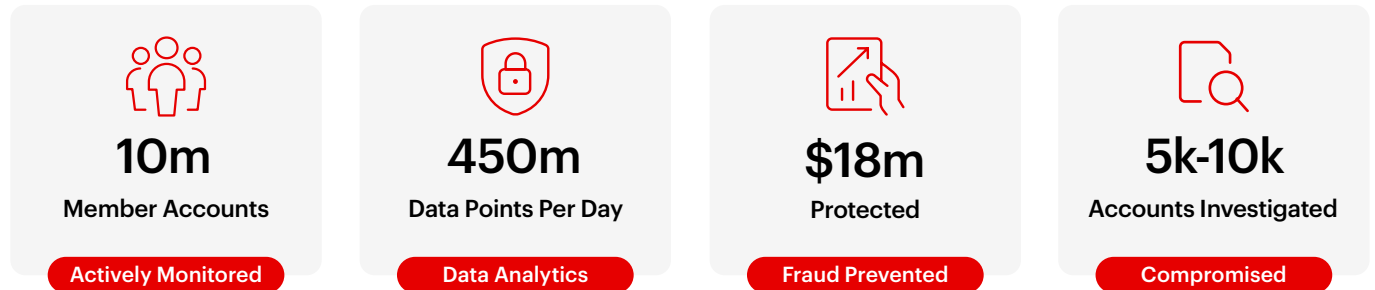 10m
Member Accounts
Actively Monitored
450m
Data Points Per Day
Data Analytics
$18m
Protected
Fraud Prevented
5k-10k
Accounts Investigated
Compromised